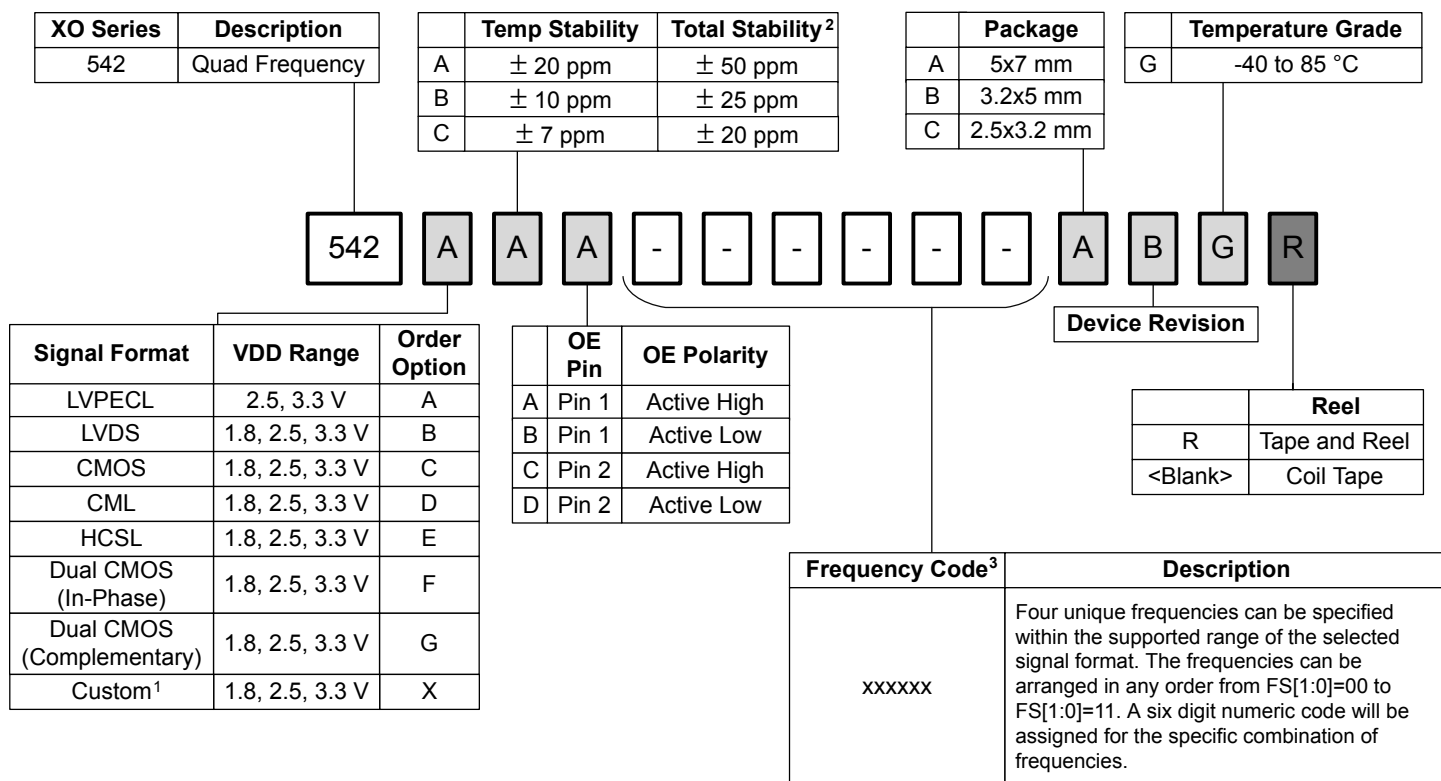 XO Series Description
542 Quad Frequency
Temp Stability Total Stability 2
A ± 20 ppm ± 50 ppm
B ± 10 ppm ± 25 ppm
C ± 7 ppm ± 20 ppm
Package
A 5x7 mm
B 3.2x5 mm
C 2.5x3.2 mm
Temperature Grade
G -40 to 85 °C
542 A A A - - - - - - A B G R
Signal Format VDD Range Order Option
LVPECL 2.5, 3.3 V A
LVDS 1.8, 2.5, 3.3 V B
CMOS 1.8, 2.5, 3.3 V C
CML 1.8, 2.5, 3.3 V D
HCSL 1.8, 2.5, 3.3 V E
Dual CMOS (In-Phase) 1.8, 2.5, 3.3 V F
Dual CMOS (Complementary) 1.8, 2.5, 3.3 V G
Custom1 1.8, 2.5, 3.3 V X
OE Pin OE Polarity
A Pin 1 Active High
B Pin 1 Active Low
C Pin 2 Active High
D Pin 2 Active Low
Device Revision
Reel
R Tape and Reel
<Blank> Coil Tape
Frequency Code3 Description
xxxxxx
Four unique frequencies can be specified
within the supported range of the selected
signal format. The frequencies can be
arranged in any order from FS[1:0]=00 to
FS[1:0]=11. A six digit numeric code will be
assigned for the specific combination of
frequencies.